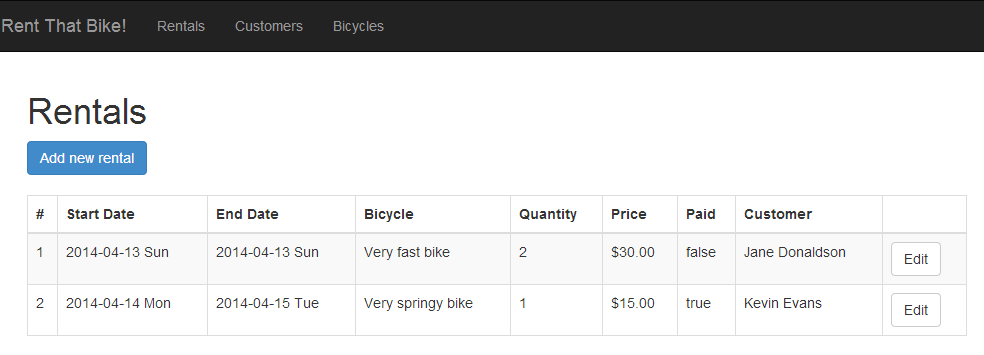 Rent That Bike! Rentals Customers Bicycles
Rentals
Add new rental
# Start Date End Date Bicycle Quantity Price Paid Customer
1 2014-04-13 Sun 2014-04-13 Sun Very fast bike 2 $30.00 false Jane Donaldson Edit
2 2014-04-14 Mon 2014-04-15 Tue Very springy bike 1 $15.00 true Kevin Evans Edit